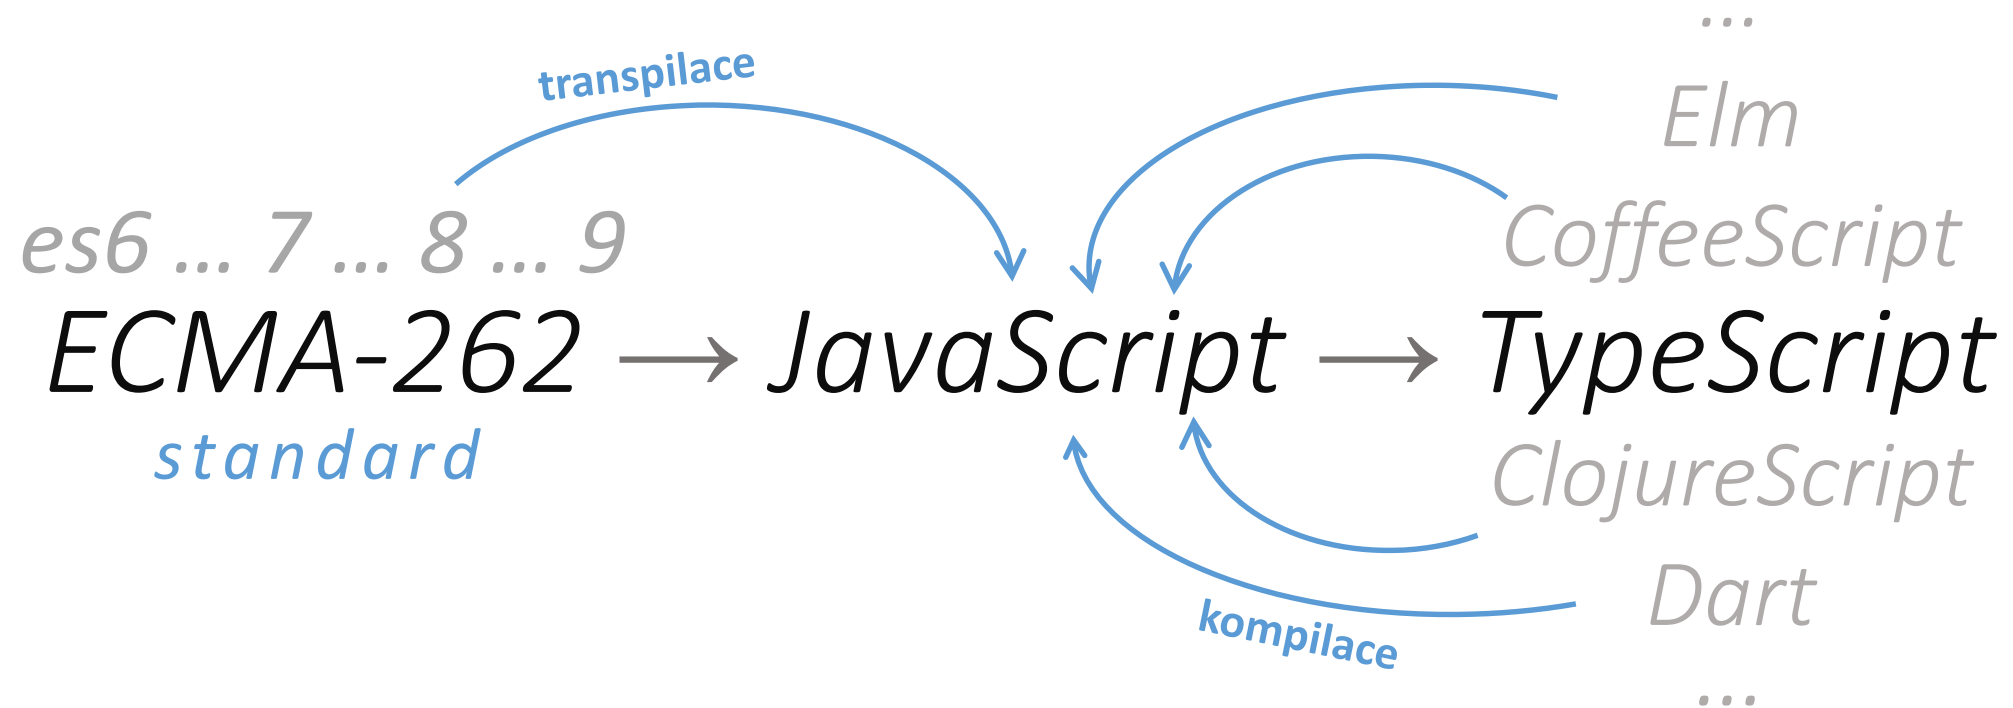 ...
transpilace
Elm
es6 ... 7 ... 8 ... 9
CoffeeScript
ECMA-262 → JavaScript → TypeScript
standard
ClojureScript
Dart
kompilace
...